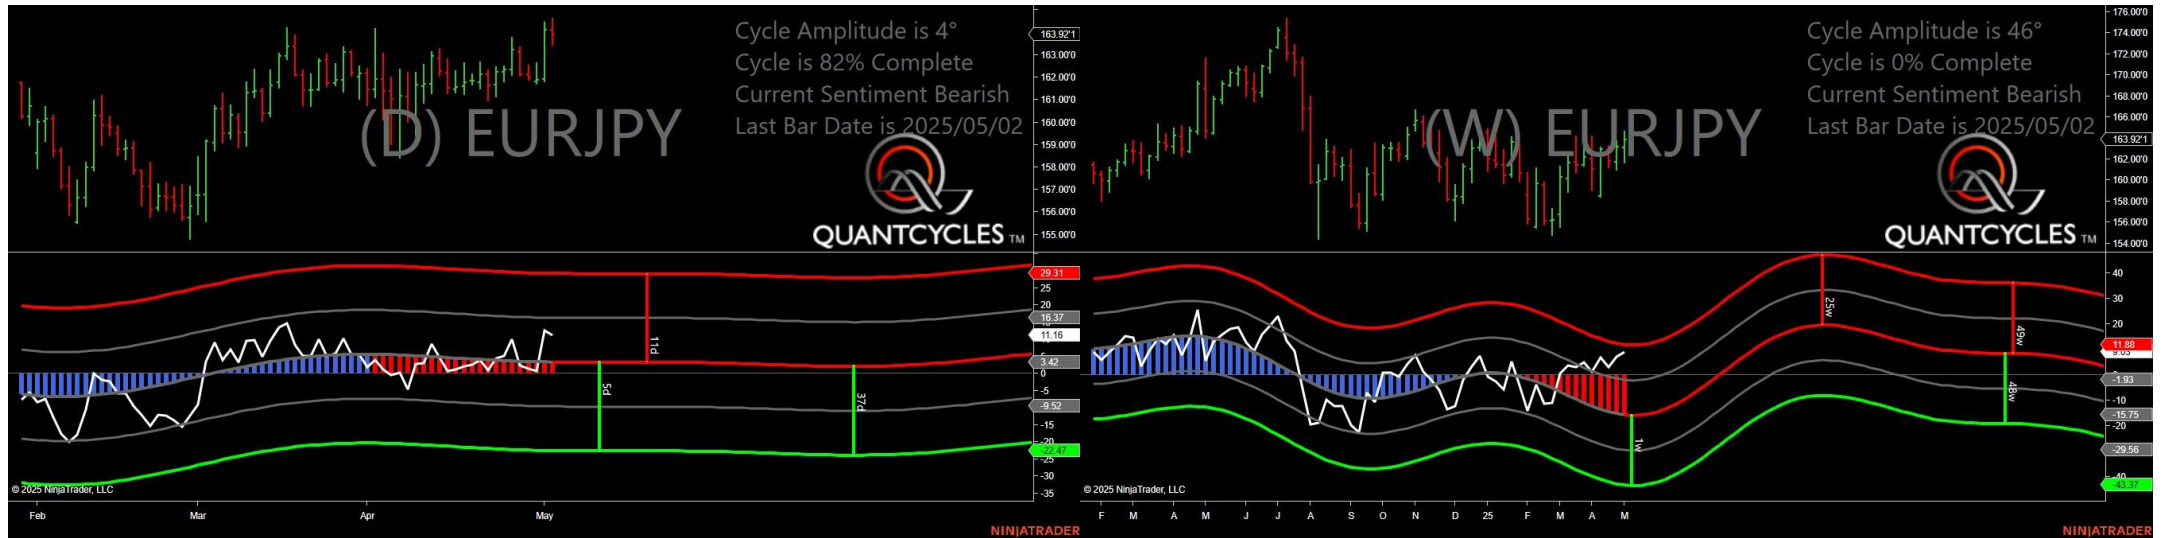 Cycle Amplitude is 4°
Cycle is 82% Complete
Current Sentiment Bearish
Last Bar Date is 2025/05/02
(D) EURJPY
QUANTCYCLES TM
163.92'1
163.00'0
162.00'0
161.00'0
160.00'0
159.00'0
158.00'0
157.00'0
156.00'0
155.00'0
29.31
25
20
16.37
11.16
5
3.42
0
-5
-9.52
-15
-20
-22.47
-25
-30
-35
11d
5d
37d
© 2025 NinjaTrader, LLC
Feb Mar Apr May
NINJATRADER
Cycle Amplitude is 46°
Cycle is 0% Complete
Current Sentiment Bearish
Last Bar Date is 2025/05/02
(W) EURJPY
QUANTCYCLES TM
176.00'0
174.00'0
172.00'0
170.00'0
168.00'0
166.00'0
163.92'1
162.00'0
160.00'0
158.00'0
156.00'0
154.00'0
40
30
20
11.88
9.03
-1.93
-10
-15.75
-20
-29.56
-40
-43.37
25w
49w
48w
1w
© 2025 NinjaTrader, LLC
F M A M J J A S O N D 25 F M A M
NINJATRADER